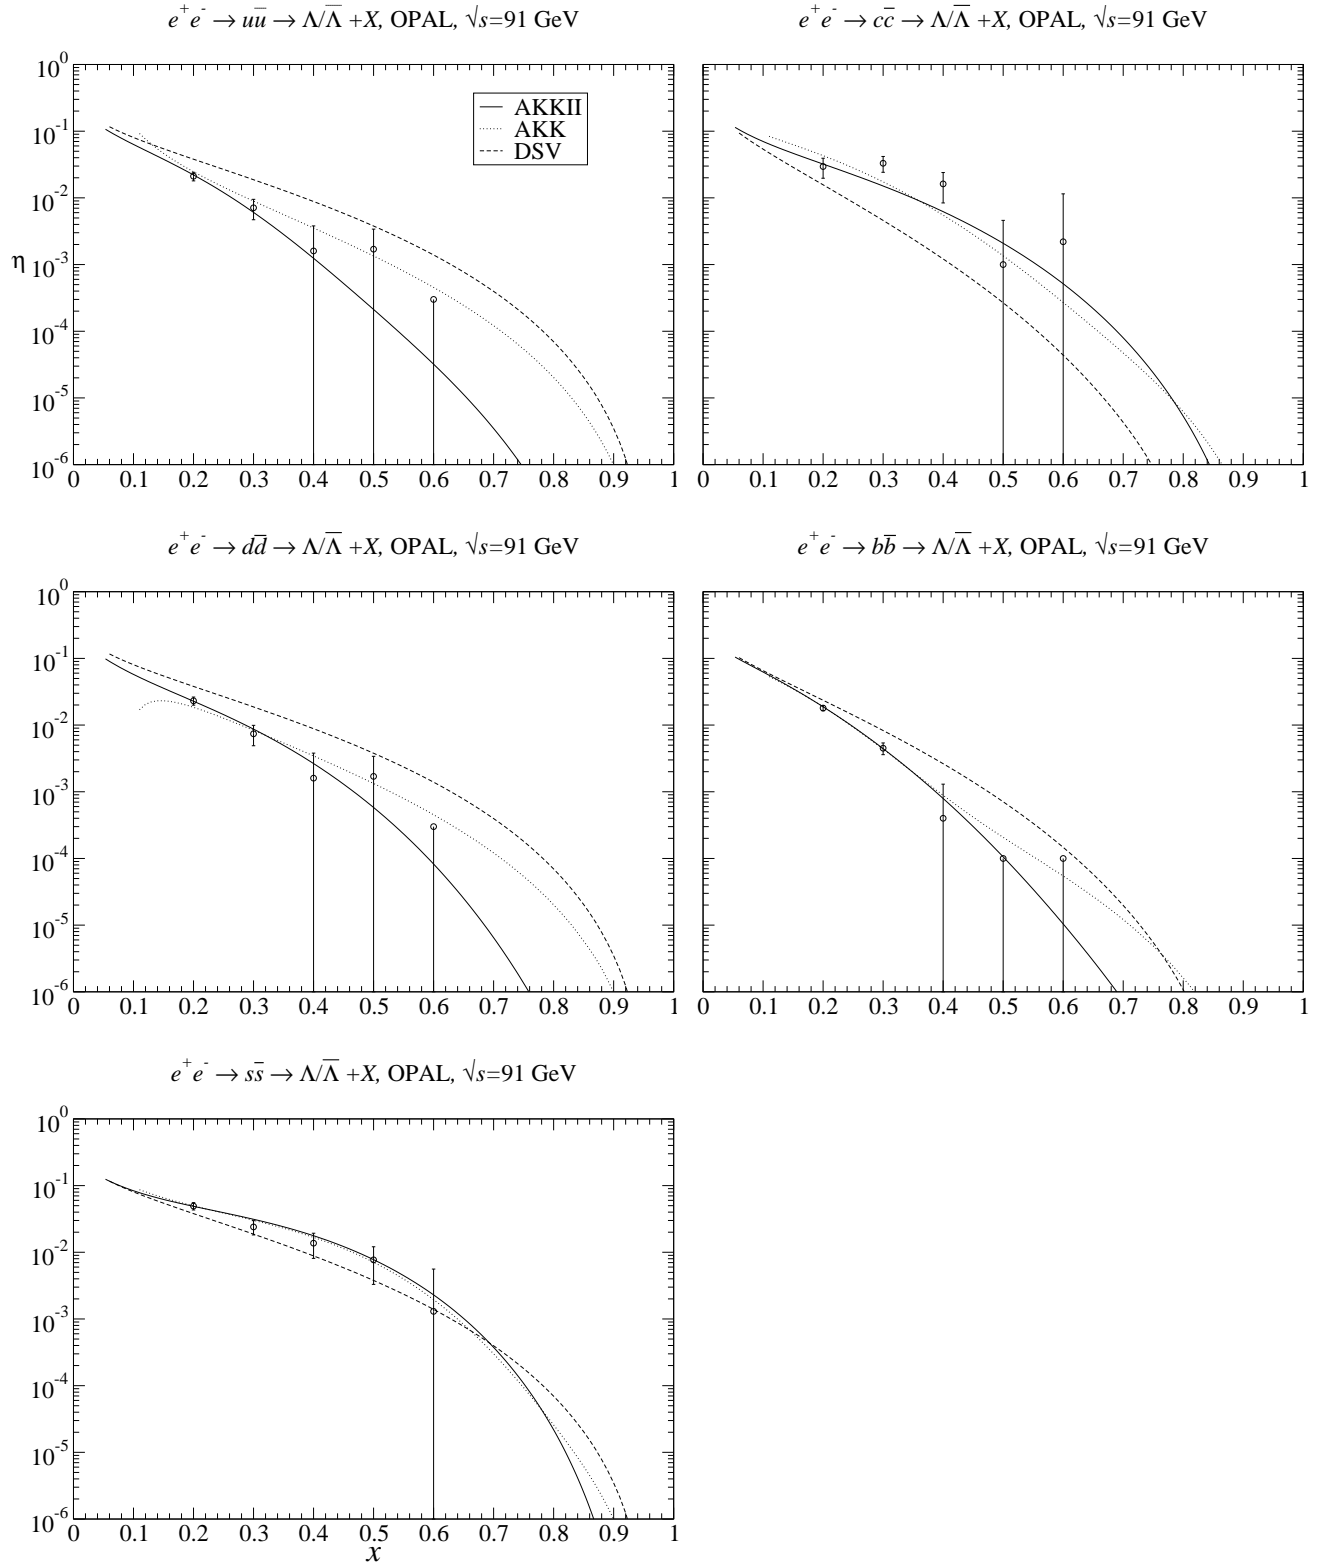 e⁺e⁻ → uū → Λ/Λ̅ +X, OPAL, √s=91 GeV
10⁰
10⁻¹
10⁻²
10⁻³
10⁻⁴
10⁻⁵
10⁻⁶
η
AKKII
AKK
DSV
0 0.1 0.2 0.3 0.4 0.5 0.6 0.7 0.8 0.9 1
e⁺e⁻ → cc̅ → Λ/Λ̅ +X, OPAL, √s=91 GeV
0 0.1 0.2 0.3 0.4 0.5 0.6 0.7 0.8 0.9 1
e⁺e⁻ → dd̅ → Λ/Λ̅ +X, OPAL, √s=91 GeV
10⁰
10⁻¹
10⁻²
10⁻³
10⁻⁴
10⁻⁵
10⁻⁶
0 0.1 0.2 0.3 0.4 0.5 0.6 0.7 0.8 0.9 1
e⁺e⁻ → bb̅ → Λ/Λ̅ +X, OPAL, √s=91 GeV
0 0.1 0.2 0.3 0.4 0.5 0.6 0.7 0.8 0.9 1
e⁺e⁻ → ss̅ → Λ/Λ̅ +X, OPAL, √s=91 GeV
10⁰
10⁻¹
10⁻²
10⁻³
10⁻⁴
10⁻⁵
10⁻⁶
0 0.1 0.2 0.3 0.4 0.5 0.6 0.7 0.8 0.9 1
x